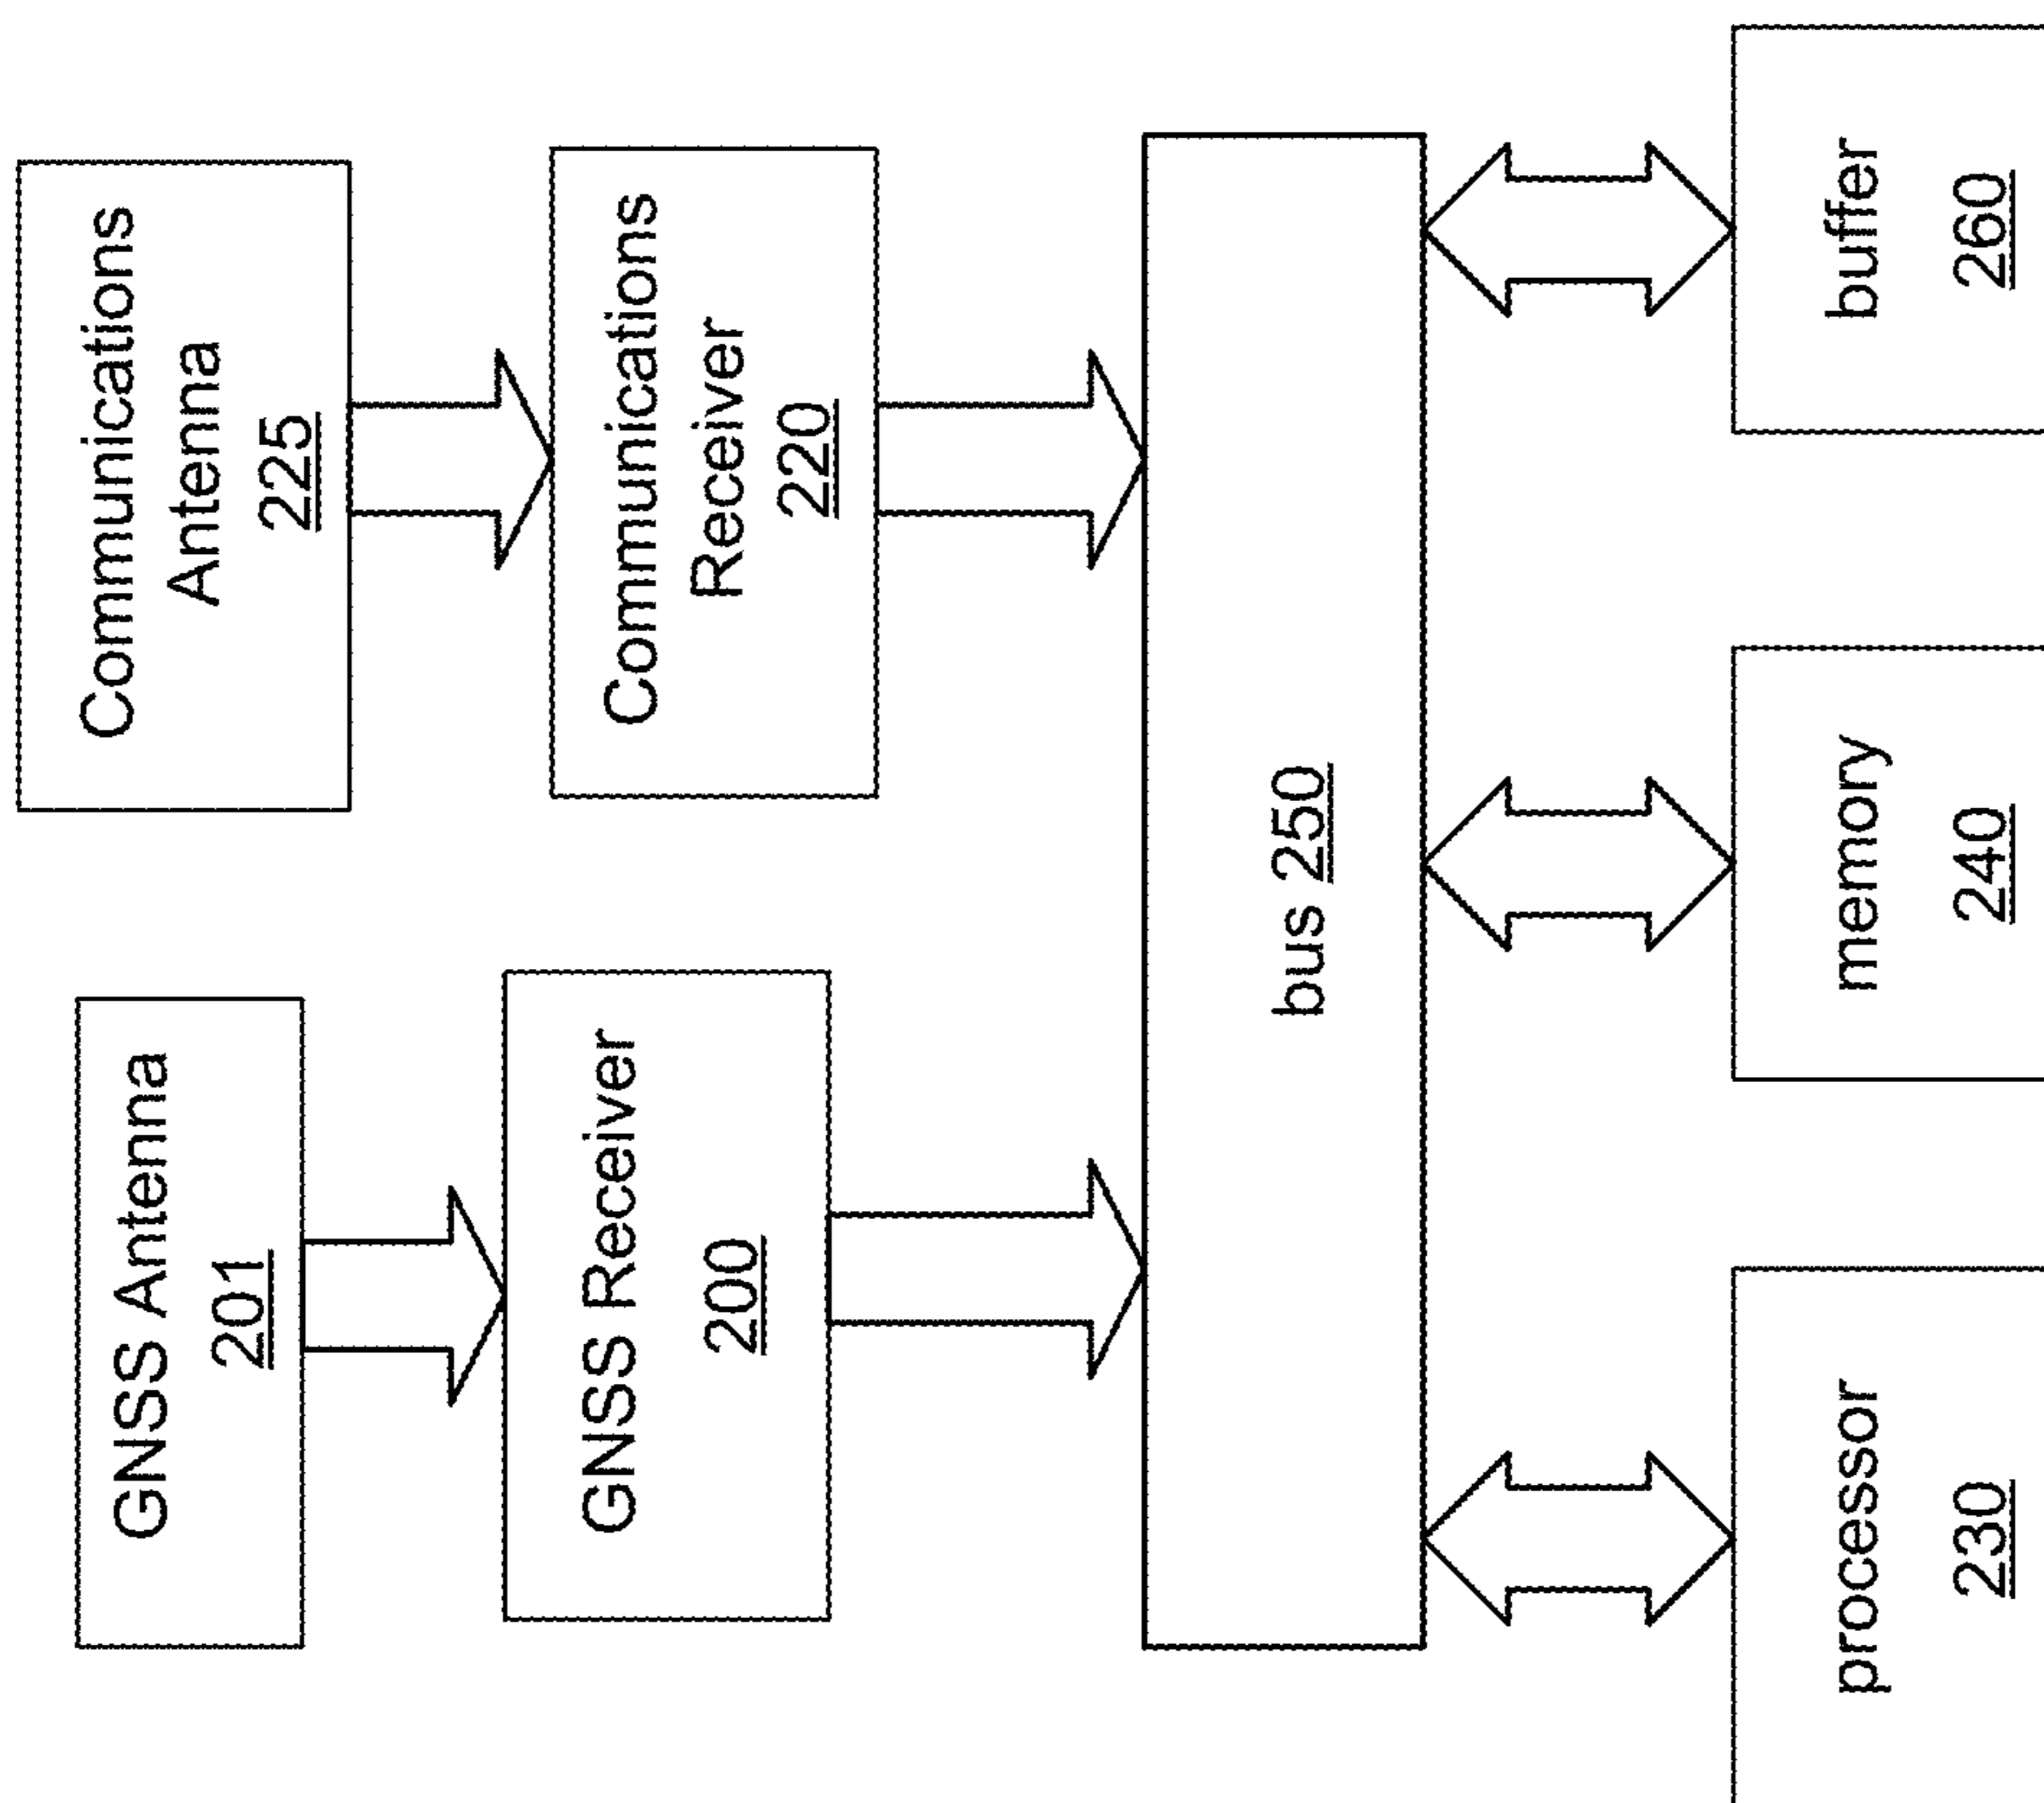 Communications
Antenna
225
GNSS Antenna
201
Communications
Receiver
220
GNSS Receiver
200
bus 250
buffer
260
memory
240
processor
230